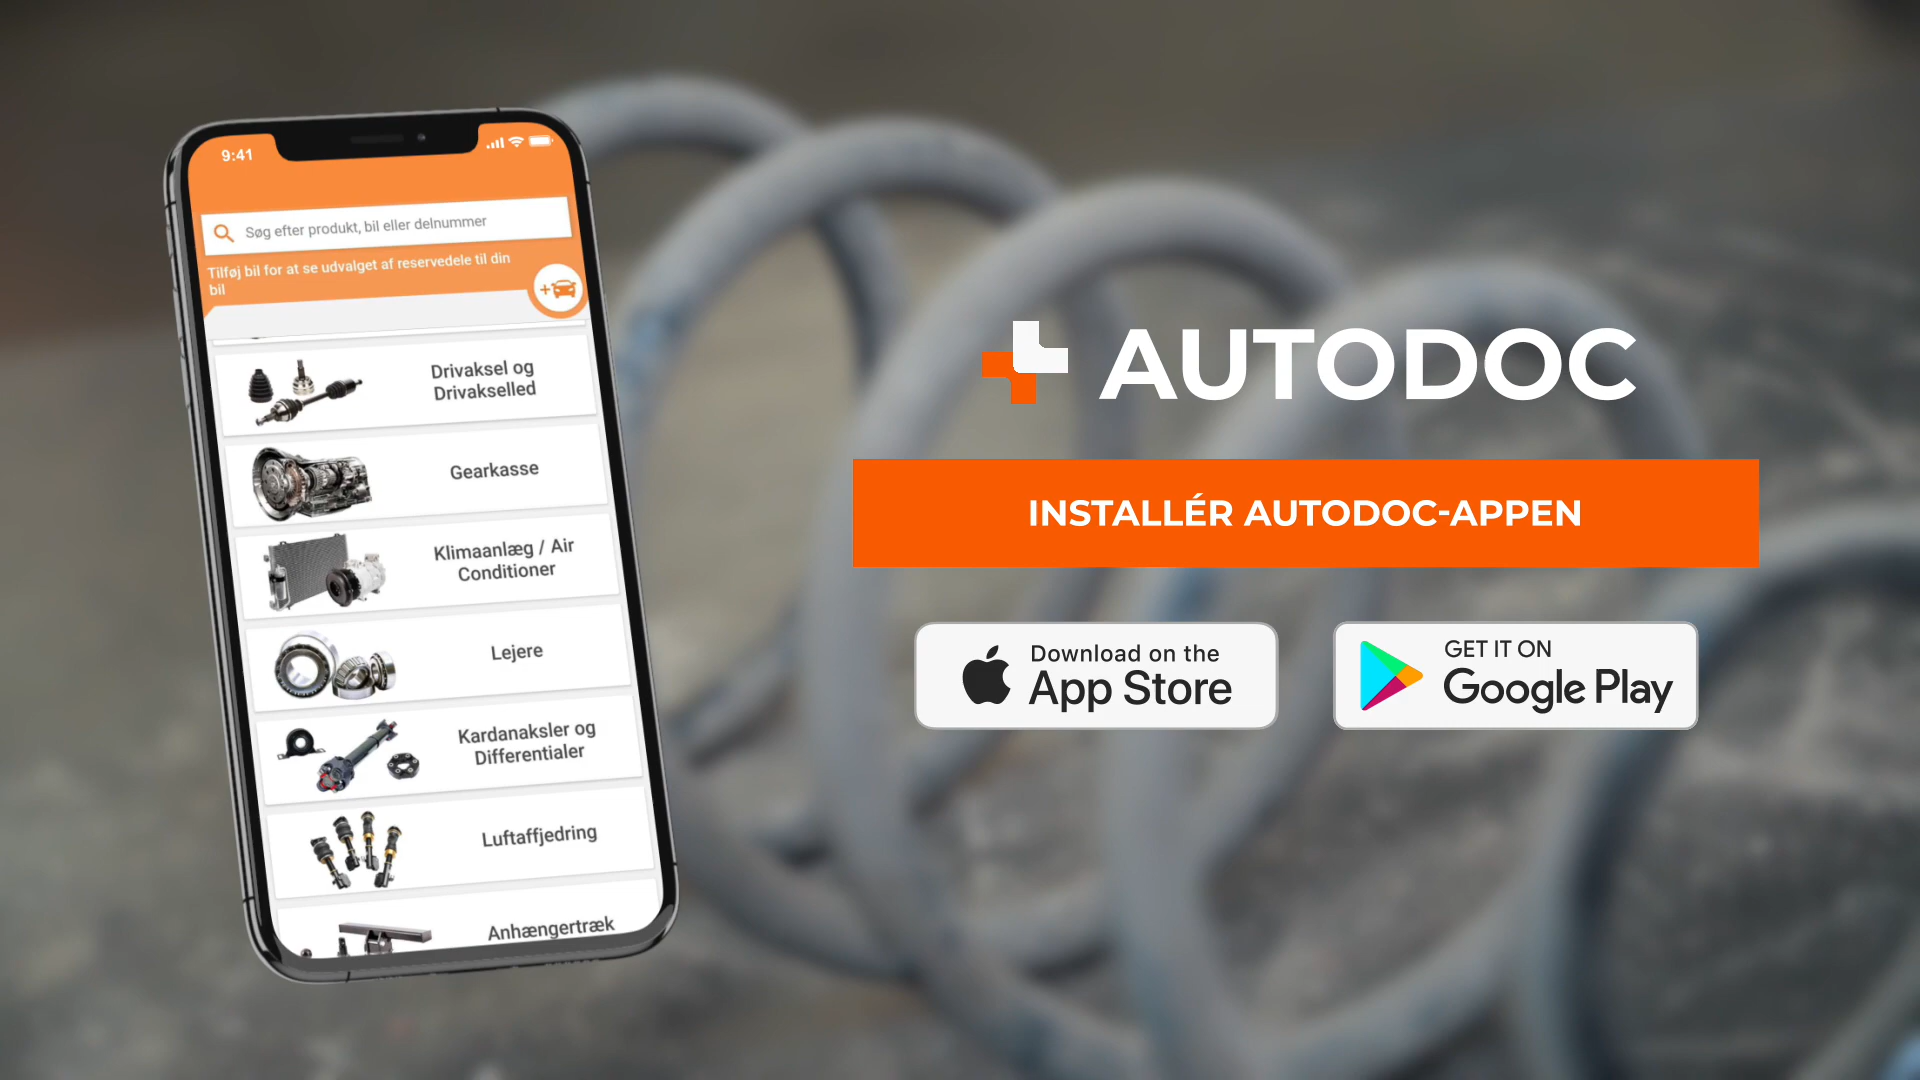 9:41
Søg efter produkt, bil eller delnummer
Tilføj bil for at se udvalget af reservedele til din
bil
Drivaksel og
Drivakselled
Gearkasse
Klimaanlæg / Air
Conditioner
Lejere
Kardanaksler og
Differentialer
Luftaffjedring
Anhængertræk
AUTODOC
INSTALLÉR AUTODOC-APPEN
Download on the
App Store
GET IT ON
Google Play